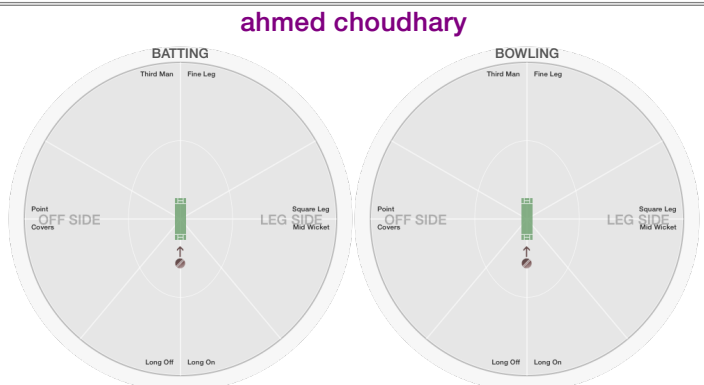 ahmed choudhary
BATTING
Third Man Fine Leg
Point
OFF SIDE
Covers
Square Leg
LEG SIDE
Mid Wicket
Long Off Long On
BOWLING
Third Man Fine Leg
Point
OFF SIDE
Covers
Square Leg
LEG SIDE
Mid Wicket
Long Off Long On